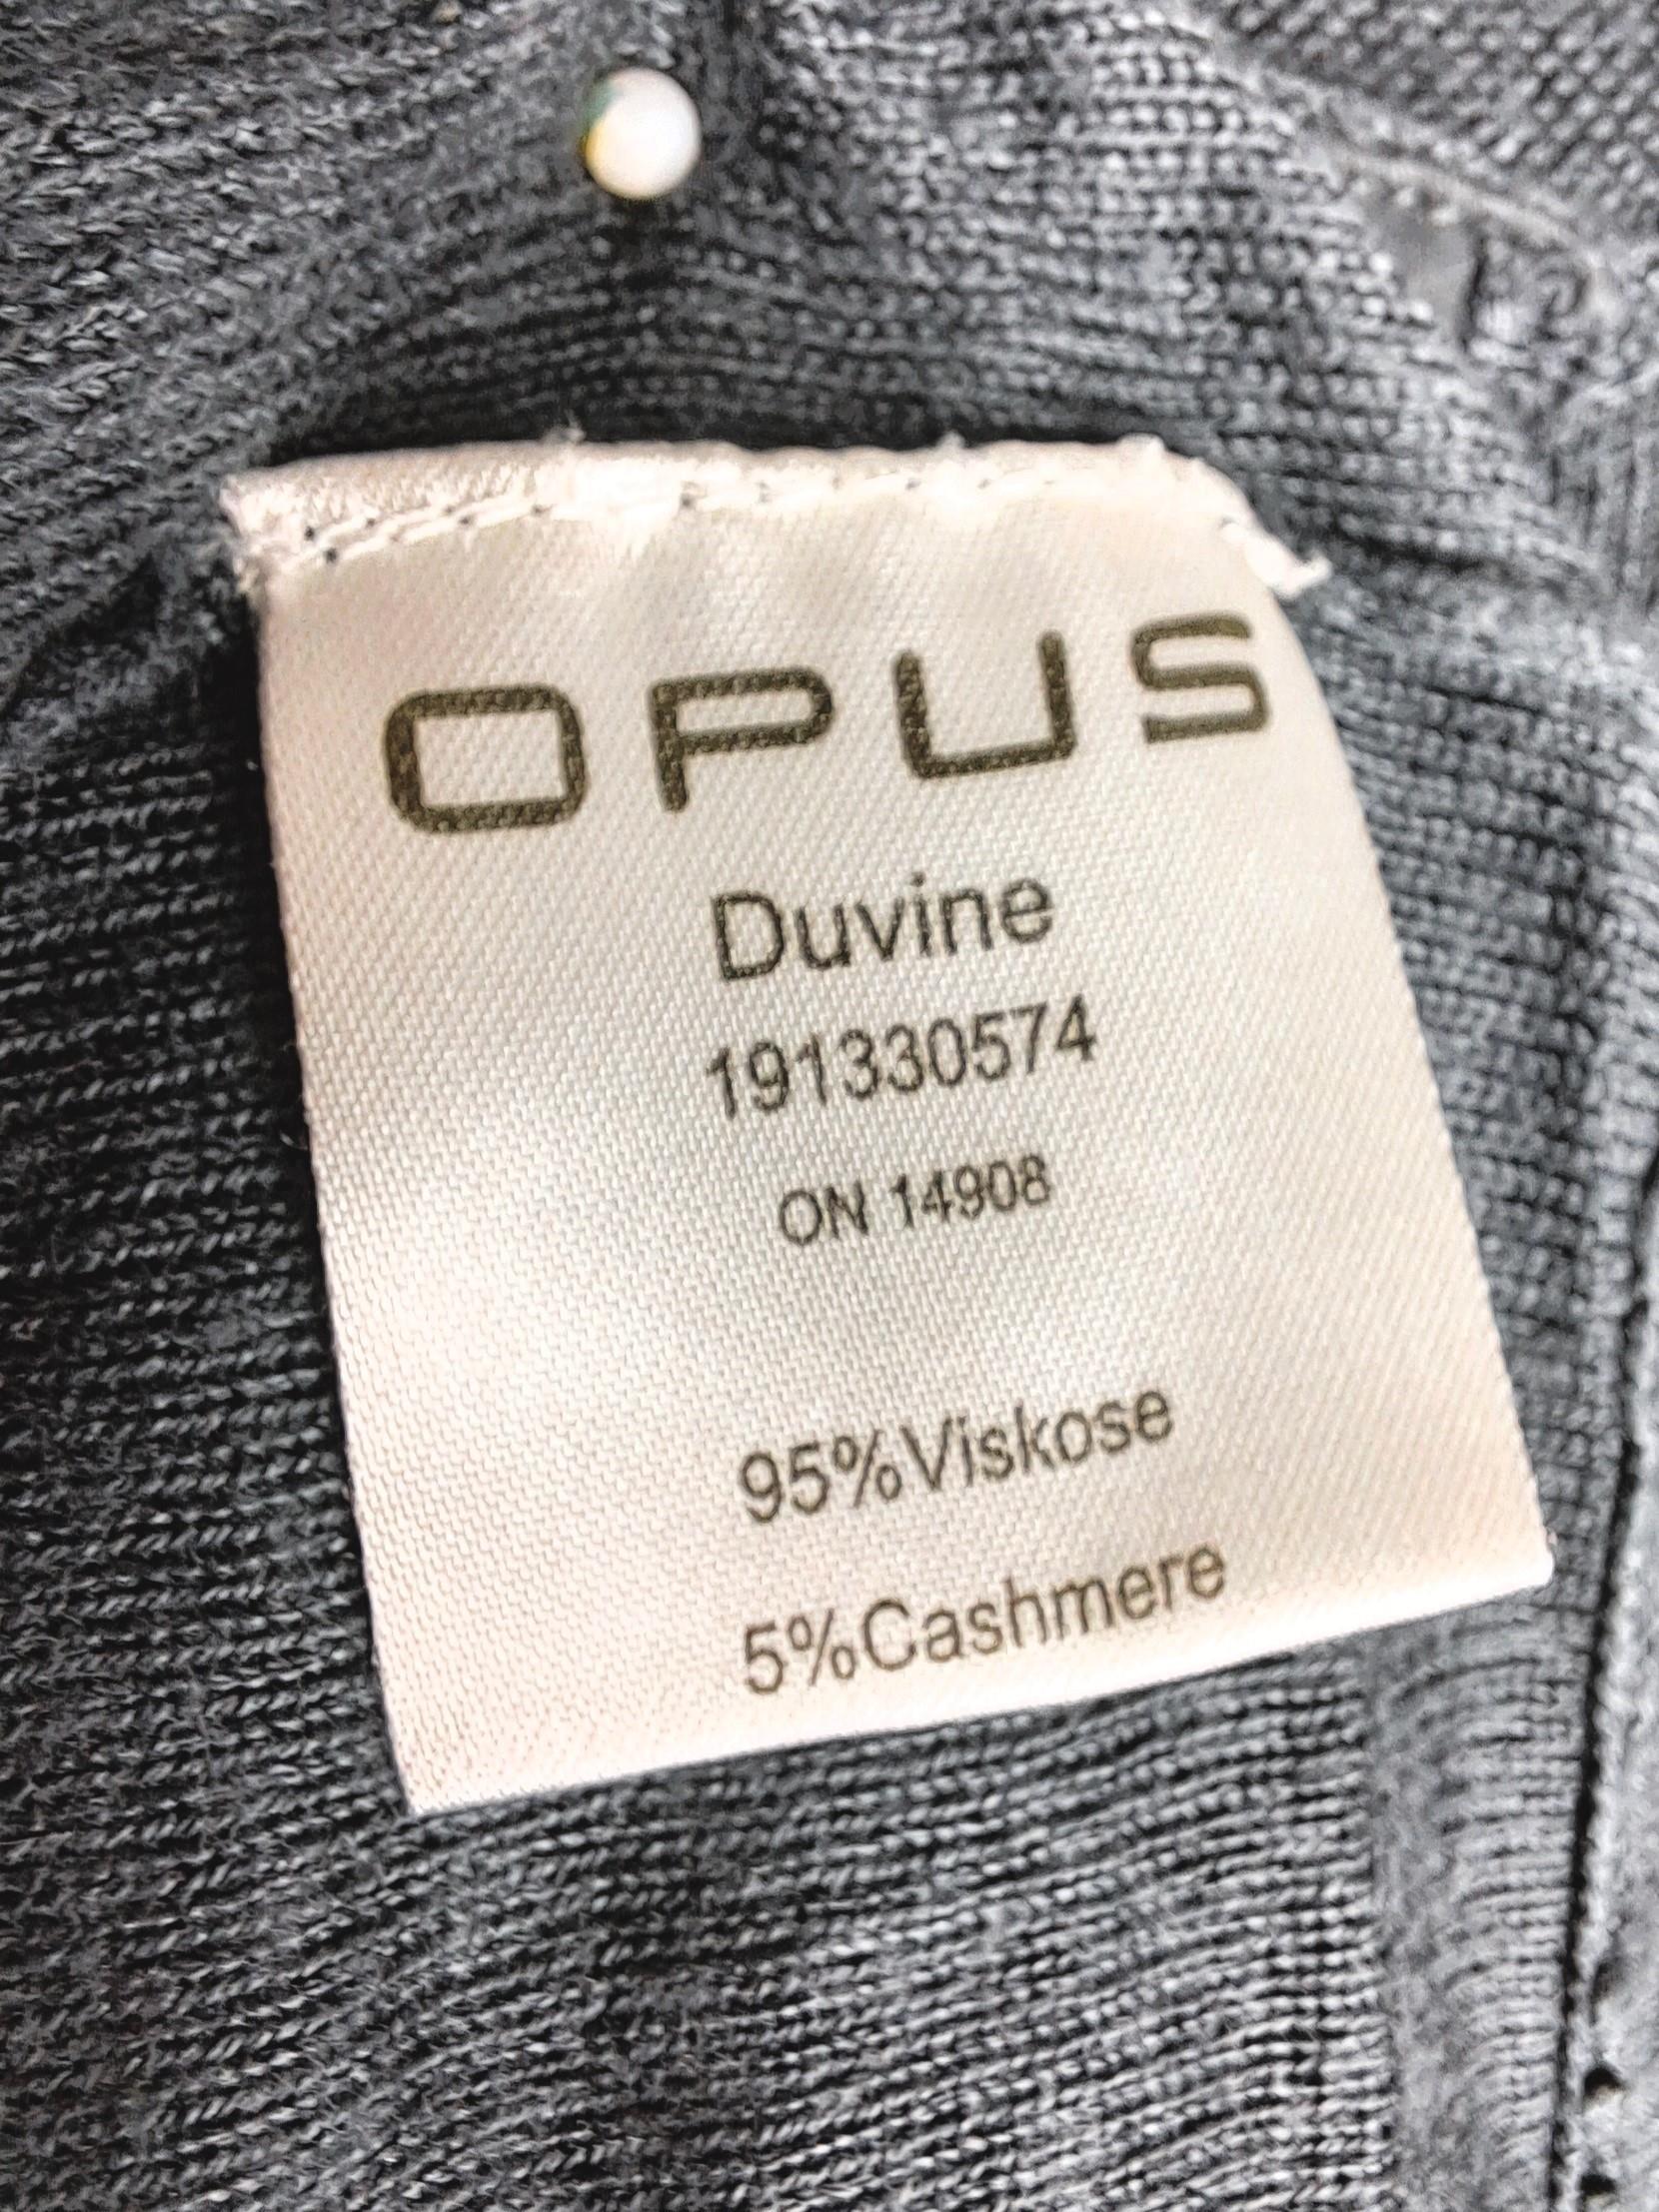 OPUS
Duvine
191330574
ON 14908
95%Viskose
5%Cashmere